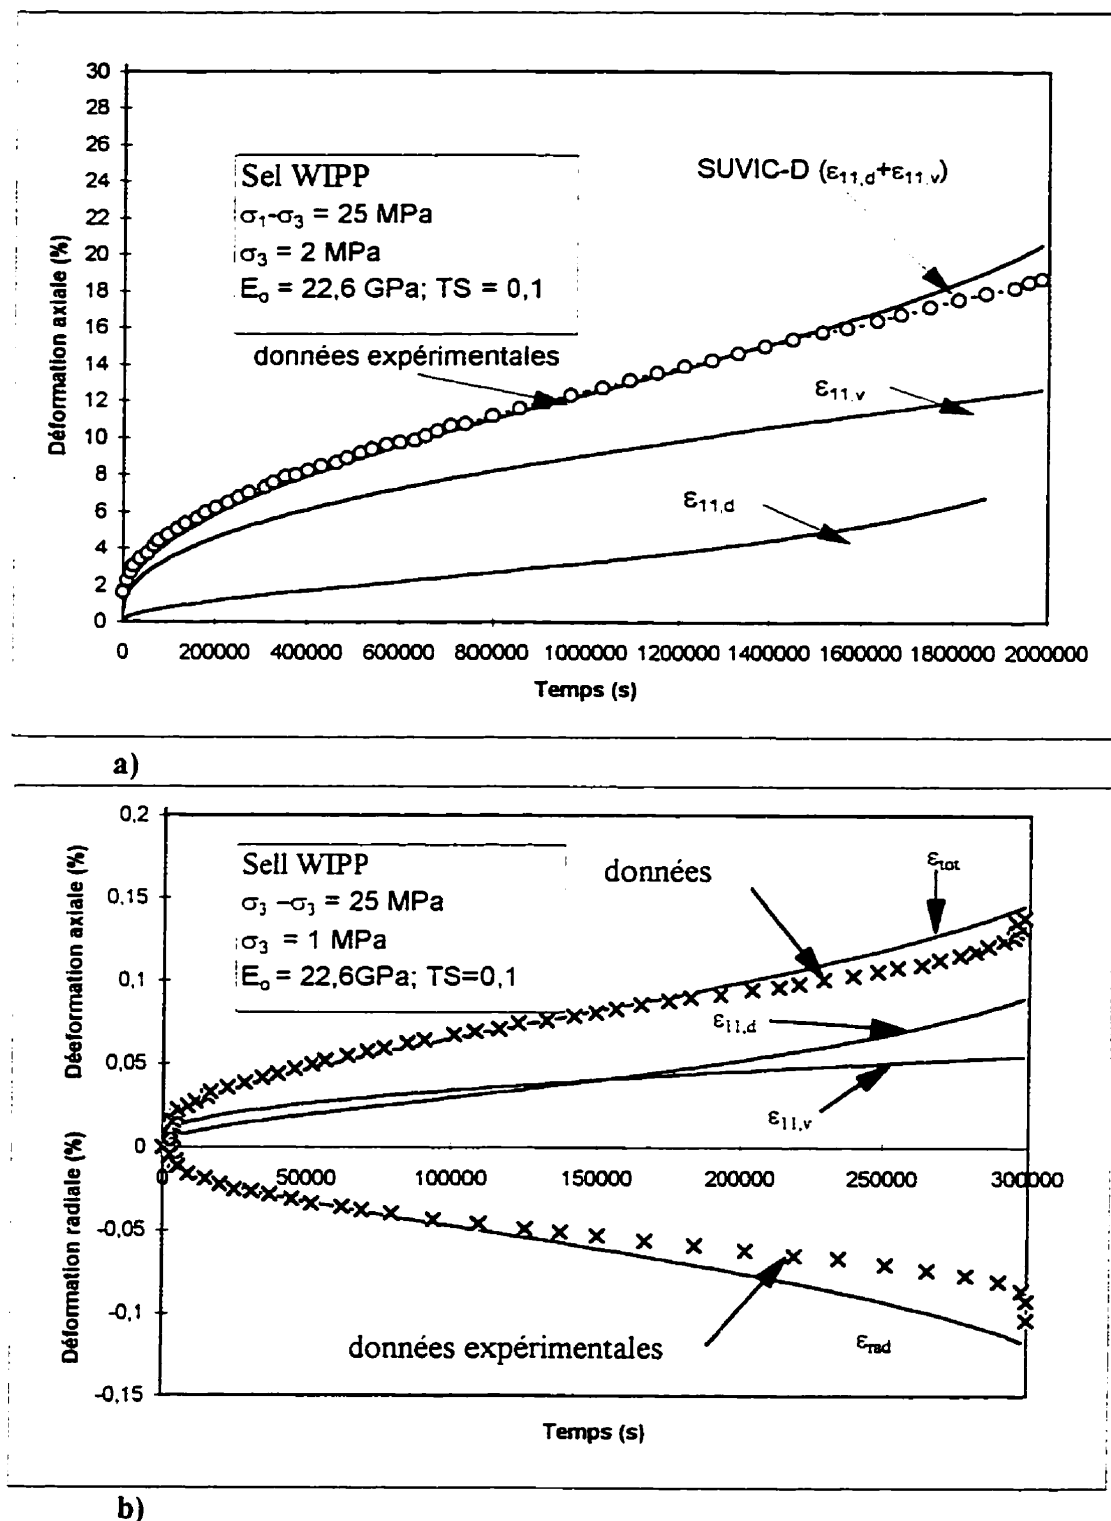 30
28
26
24
22
20
18
16
14
12
10
8
6
4
2
0
Déformation axiale (%)
Sel WIPP
σ₁-σ₃ = 25 MPa
σ₃ = 2 MPa
Eₒ = 22,6 GPa; TS = 0,1
SUVIC-D (ε₁₁,d+ε₁₁,v)
données expérimentales
ε₁₁,v
ε₁₁,d
0 200000 400000 600000 800000 1000000 1200000 1400000 1600000 1800000 2000000
Temps (s)
a)
0,2
0,15
0,1
0,05
0
-0,05
-0,1
-0,15
Déeformation axiale (%)
Déformation radiale (%)
Sell WIPP
σ₃ -σ₃ = 25 MPa
σ₃ = 1 MPa
Eₒ = 22,6GPa; TS=0,1
données
εtot
ε11,d
ε11,v
0 50000 100000 150000 200000 250000 300000
données expérimentales
εrad
Temps (s)
b)